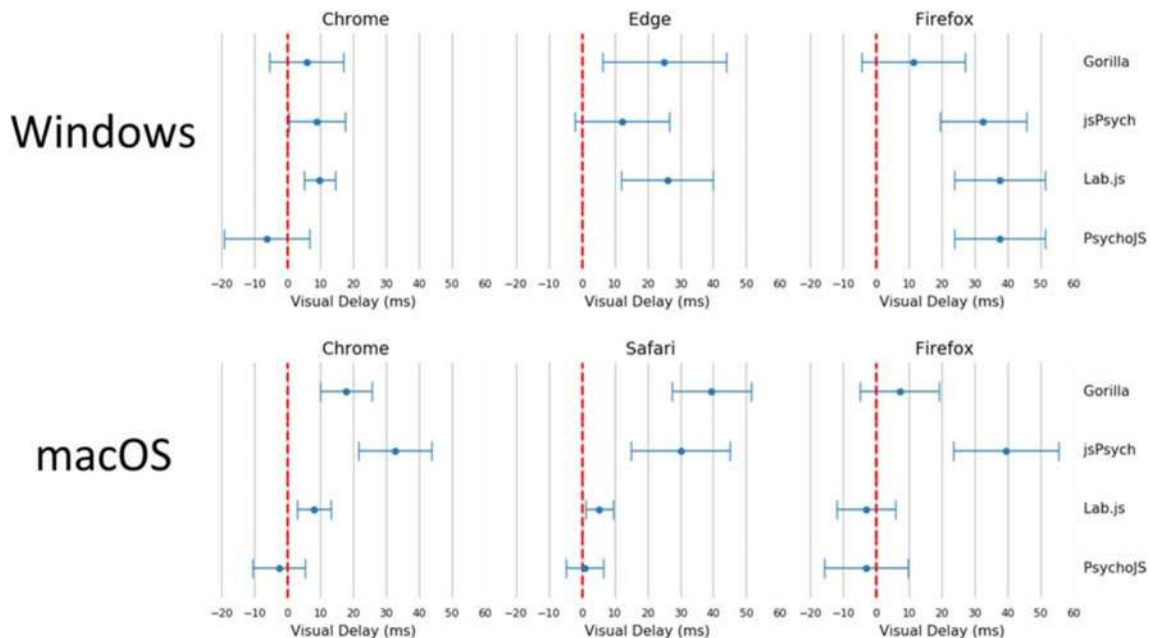 Chrome Edge Firefox
Windows
Gorilla
jsPsych
Lab.js
PsychoJS
−20 −10 0 10 20 30 40 50 60 −20 −10 0 10 20 30 40 50 60 −20 −10 0 10 20 30 40 50 60
Visual Delay (ms) Visual Delay (ms) Visual Delay (ms)
Chrome Safari Firefox
macOS
Gorilla
jsPsych
Lab.js
PsychoJS
−20 −10 0 10 20 30 40 50 60 −20 −10 0 10 20 30 40 50 60 −20 −10 0 10 20 30 40 50 60
Visual Delay (ms) Visual Delay (ms) Visual Delay (ms)